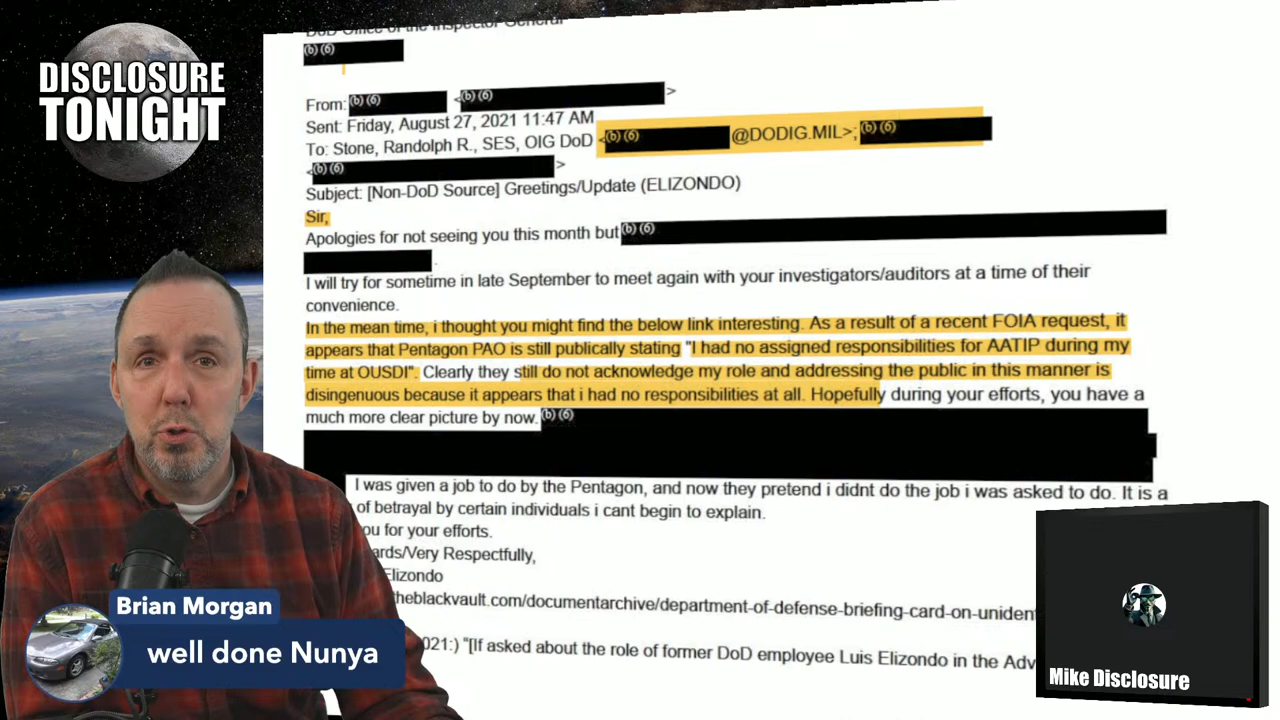 DISCLOSURE
TONIGHT
DoD Office of the Inspector General
(b) (6)
From: (b) (6) <(b) (6) >
Sent: Friday, August 27, 2021 11:47 AM
To: Stone, Randolph R., SES, OIG DoD <(b) (6) @DODIG.MIL>; (b) (6)
<(b) (6) >
Subject: [Non-DoD Source] Greetings/Update (ELIZONDO)
Sir,
Apologies for not seeing you this month but (b) (6)
.
I will try for sometime in late September to meet again with your investigators/auditors at a time of their
convenience.
In the mean time, i thought you might find the below link interesting. As a result of a recent FOIA request, it
appears that Pentagon PAO is still publically stating "I had no assigned responsibilities for AATIP during my
time at OUSDI". Clearly they still do not acknowledge my role and addressing the public in this manner is
disingenuous because it appears that i had no responsibilities at all. Hopefully during your efforts, you have a
much more clear picture by now. (b) (6)
I was given a job to do by the Pentagon, and now they pretend i didnt do the job i was asked to do. It is a
of betrayal by certain individuals i cant begin to explain.
ou for your efforts.
ards/Very Respectfully,
Elizondo
theblackvault.com/documentarchive/department-of-defense-briefing-card-on-unident
021:) "[If asked about the role of former DoD employee Luis Elizondo in the Adv
Brian Morgan
well done Nunya
Mike Disclosure